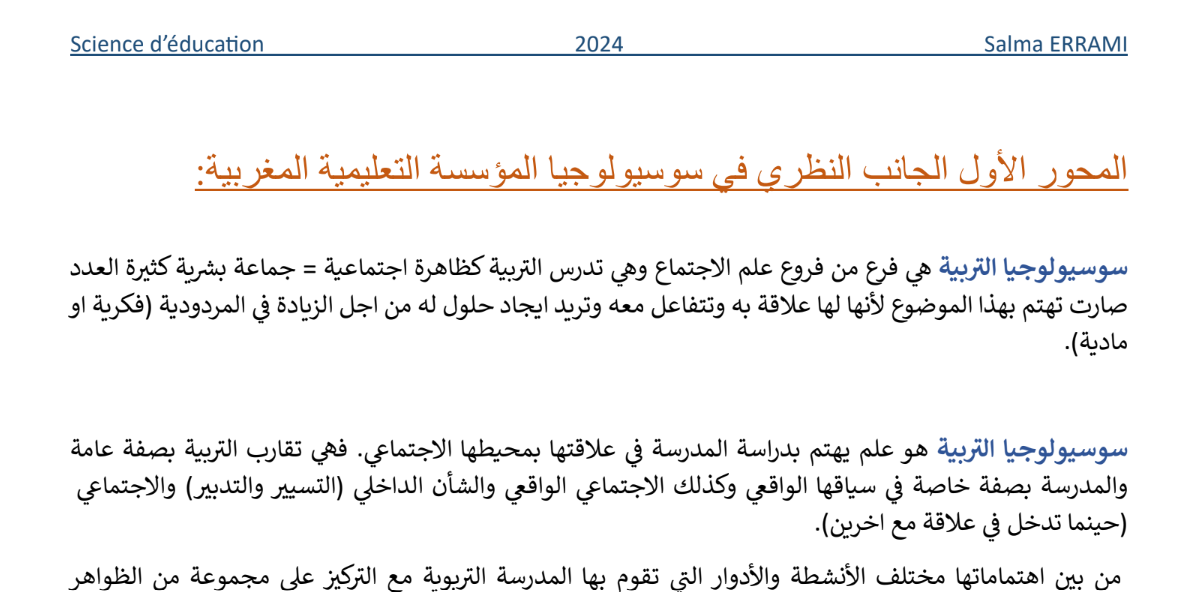 Science d’éducation 2024 Salma ERRAMI
المحور الأول الجانب النظري في سوسيولوجيا المؤسسة التعليمية المغربية:
سوسيولوجيا التربية هي فرع من فروع علم الاجتماع وهي تدرس التربية كظاهرة اجتماعية = جماعة بشرية كثيرة العدد
صارت تهتم بهذا الموضوع لأنها لها علاقة به وتتفاعل معه وتريد ايجاد حلول له من اجل الزيادة في المردودية (فكرية او
مادية).
سوسيولوجيا التربية هو علم يهتم بدراسة المدرسة في علاقتها بمحيطها الاجتماعي. فهي تقارب التربية بصفة عامة
والمدرسة بصفة خاصة في سياقها الواقعي وكذلك الاجتماعي الواقعي والشأن الداخلي (التسيير والتدبير) والاجتماعي
(حينما تدخل في علاقة مع اخرين).
من بين اهتماماتها مختلف الأنشطة والأدوار التي تقوم بها المدرسة التربوية مع التركيز على مجموعة من الظواهر